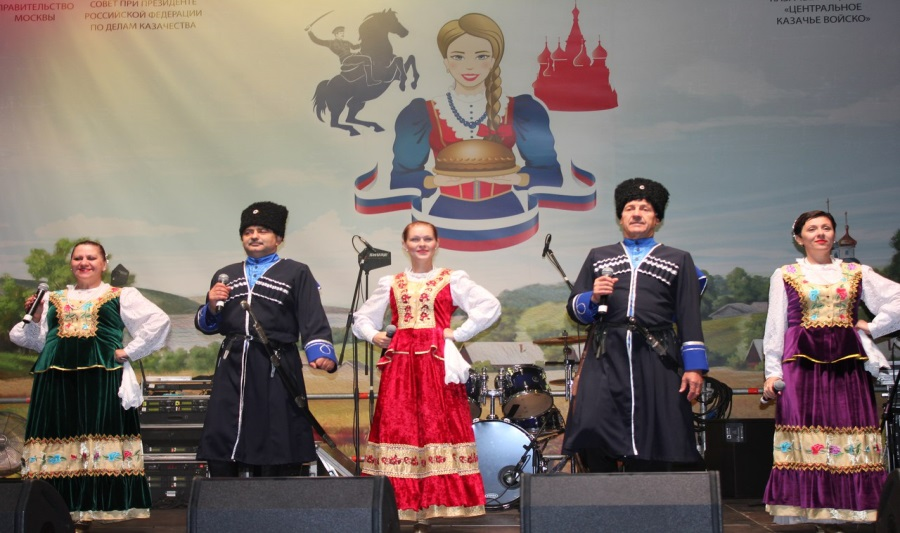 ПРАВИТЕЛЬСТВО
МОСКВЫ
СОВЕТ ПРИ ПРЕЗИДЕНТЕ
РОССИЙСКОЙ ФЕДЕРАЦИИ
ПО ДЕЛАМ КАЗАЧЕСТВА
«ЦЕНТРАЛЬНОЕ
КАЗАЧЬЕ ВОЙСКО»